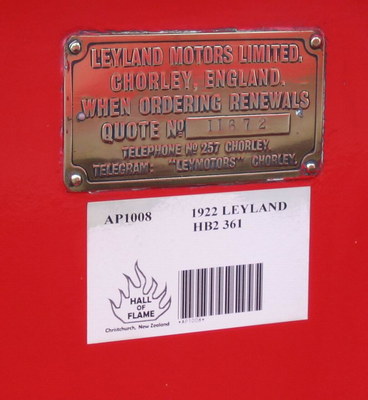 LEYLAND MOTORS LIMITED.
CHORLEY, ENGLAND.
WHEN ORDERING RENEWALS
QUOTE No 11872
TELEPHONE No 257 CHORLEY
TELEGRAM: "LEYMOTORS" CHORLEY.
AP1008 1922 LEYLAND
HB2 361
HALL
OF
FLAME
Christchurch, New Zealand
*AP1008*